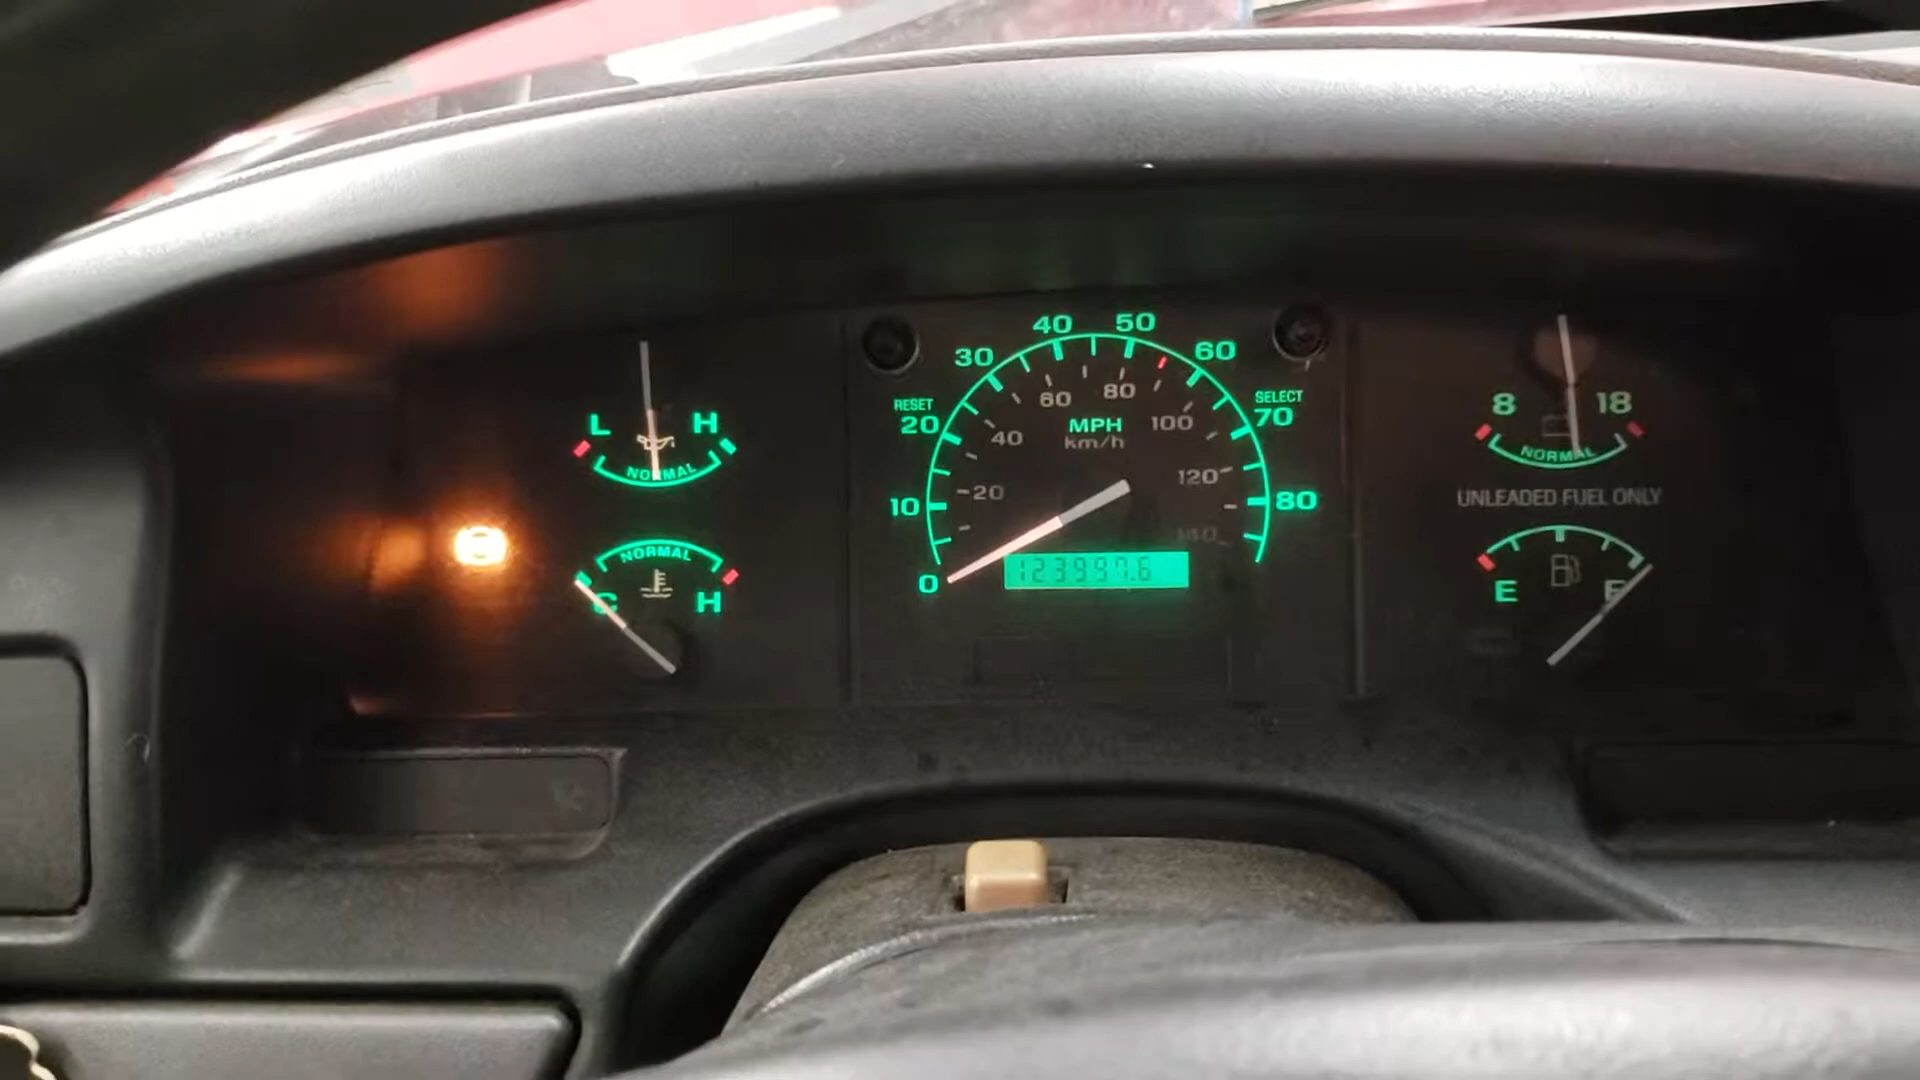 L H
NORMAL
NORMAL
C H
RESET
SELECT
0 10 20 30 40 50 60 70 80
20 40 60 80 100 120 140
MPH
km/h
123997.6
8 18
NORMAL
UNLEADED FUEL ONLY
E F